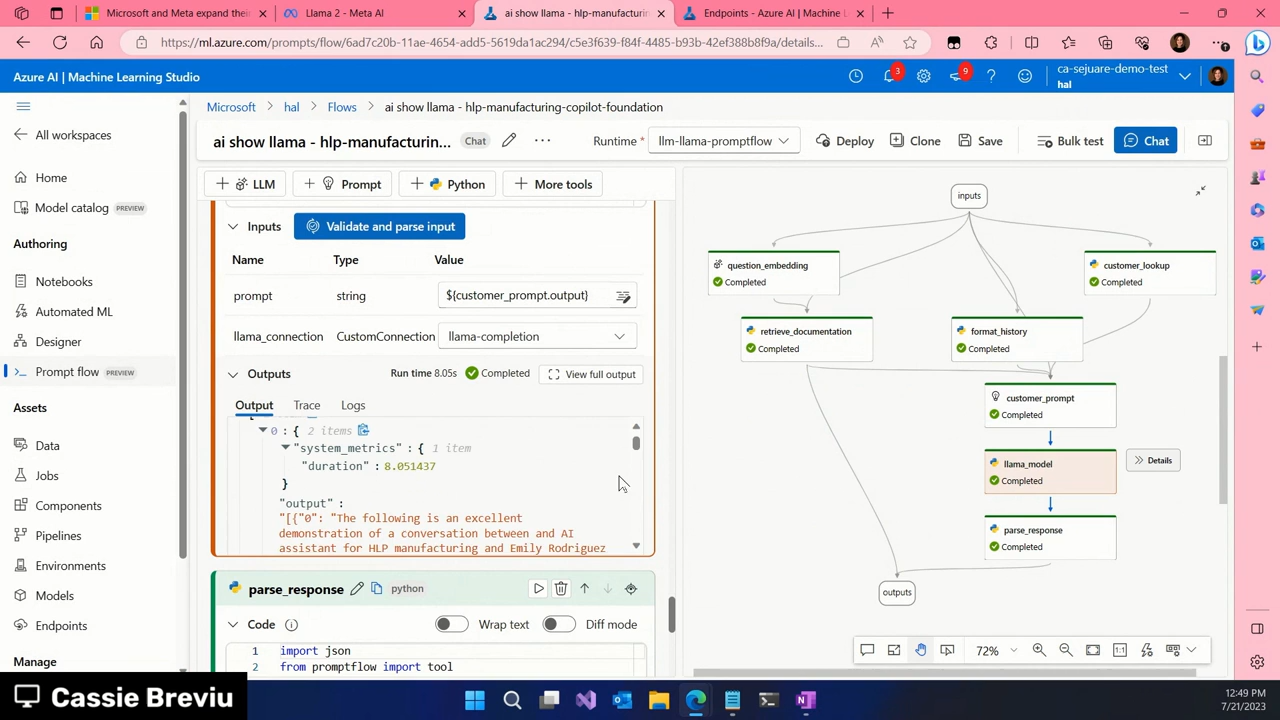 Microsoft and Meta expand their
Llama 2 - Meta AI
ai show llama - hlp-manufacturin
Endpoints - Azure AI | Machine L
https://ml.azure.com/prompts/flow/6ad7c20b-11ae-4654-add5-5619da1ac294/c5e3f639-f84f-4485-b93b-42ef388b8f9a/details...
Azure AI | Machine Learning Studio
3
9
ca-sejuare-demo-test
hal
Microsoft
hal
Flows
ai show llama - hlp-manufacturing-copilot-foundation
All workspaces
Home
Model catalog PREVIEW
Authoring
Notebooks
Automated ML
Designer
Prompt flow PREVIEW
Assets
Data
Jobs
Components
Pipelines
Environments
Models
Endpoints
Manage
ai show llama - hlp-manufacturin... Chat
Runtime * llm-llama-promptflow
Deploy
Clone
Save
Bulk test
Chat
LLM
Prompt
Python
More tools
Inputs Validate and parse input
Name Type Value
prompt string ${customer_prompt.output}
llama_connection CustomConnection llama-completion
Outputs Run time 8.05s Completed View full output
Output Trace Logs
0 : { 2 items
"system_metrics" : { 1 item
"duration" : 8.051437
}
"output" :
"[{"0": "The following is an excellent
demonstration of a conversation between and AI
assistant for HLP manufacturing and Emily Rodriguez
parse_response python
Code Wrap text Diff mode
1 import json
2 from promptflow import tool
inputs
question_embedding
Completed
customer_lookup
Completed
retrieve_documentation
Completed
format_history
Completed
customer_prompt
Completed
llama_model
Completed
Details
parse_response
Completed
outputs
72%
1:1
Cassie Breviu
12:49 PM
7/21/2023